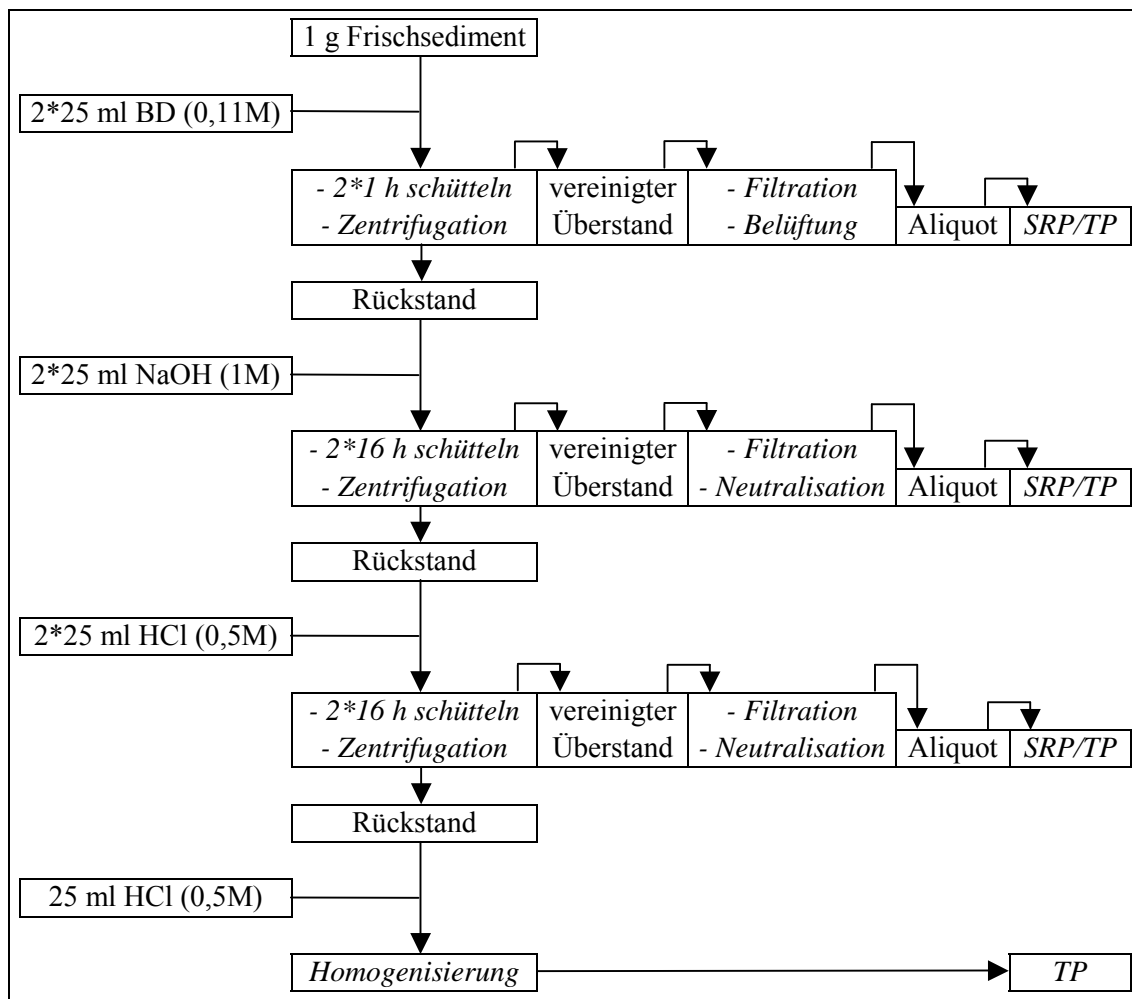 1 g Frischsediment
2*25 ml BD (0,11M)
- 2*1 h schütteln
- Zentrifugation
vereinigter
Überstand
- Filtration
- Belüftung
Aliquot
SRP/TP
Rückstand
2*25 ml NaOH (1M)
- 2*16 h schütteln
- Zentrifugation
vereinigter
Überstand
- Filtration
- Neutralisation
Aliquot
SRP/TP
Rückstand
2*25 ml HCl (0,5M)
- 2*16 h schütteln
- Zentrifugation
vereinigter
Überstand
- Filtration
- Neutralisation
Aliquot
SRP/TP
Rückstand
25 ml HCl (0,5M)
Homogenisierung
TP